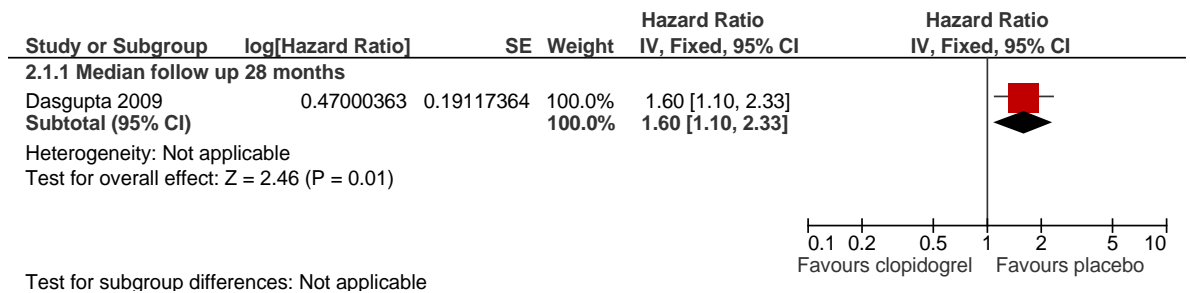 Hazard Ratio Hazard Ratio
Study or Subgroup log[Hazard Ratio] SE Weight IV, Fixed, 95% CI IV, Fixed, 95% CI
2.1.1 Median follow up 28 months
Dasgupta 2009 0.47000363 0.19117364 100.0% 1.60 [1.10, 2.33]
Subtotal (95% CI) 100.0% 1.60 [1.10, 2.33]
Heterogeneity: Not applicable
Test for overall effect: Z = 2.46 (P = 0.01)
0.1 0.2 0.5 1 2 5 10
Favours clopidogrel Favours placebo
Test for subgroup differences: Not applicable